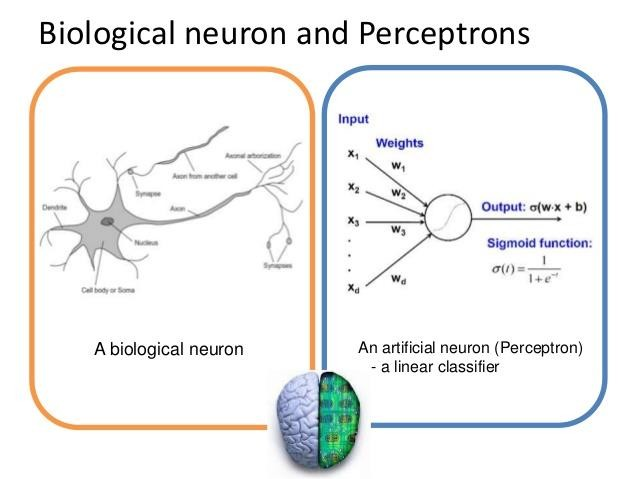 Biological neuron and Perceptrons
Axonal arborization
Axon from another cell
Synapse
Dendrite
Axon
Nucleus
Synapses
Cell body or Soma
A biological neuron
Input
Weights
x1
w1
x2
w2
Output: σ(w·x + b)
x3
w3
Sigmoid function:
σ(t) = 1 / (1+e^-t)
.
.
.
wd
xd
An artificial neuron (Perceptron)
- a linear classifier